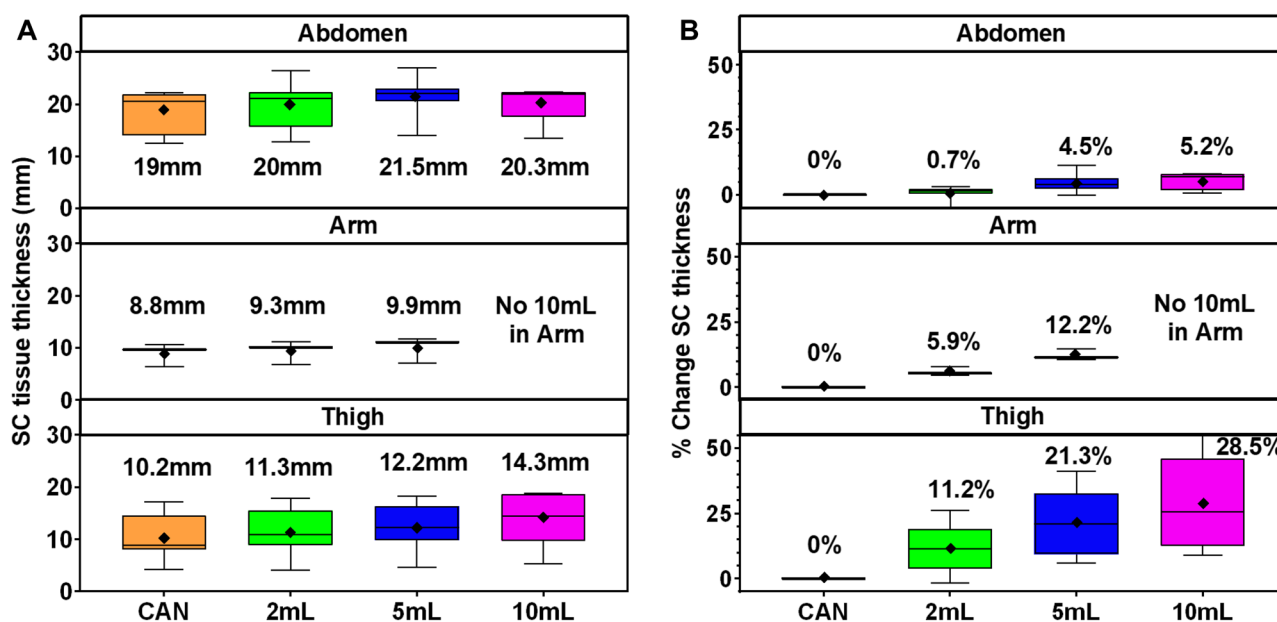 A
Abdomen
SC tissue thickness (mm)
30
20
10
0
19mm 20mm 21.5mm 20.3mm
Arm
30
20
10
0
8.8mm 9.3mm 9.9mm No 10mL
in Arm
Thigh
30
20
10
0
10.2mm 11.3mm 12.2mm 14.3mm
CAN 2mL 5mL 10mL
B
Abdomen
% Change SC thickness
50
25
0
0% 0.7% 4.5% 5.2%
Arm
50
25
0
0% 5.9% 12.2% No 10mL
in Arm
Thigh
50
25
0
0% 11.2% 21.3% 28.5%
CAN 2mL 5mL 10mL